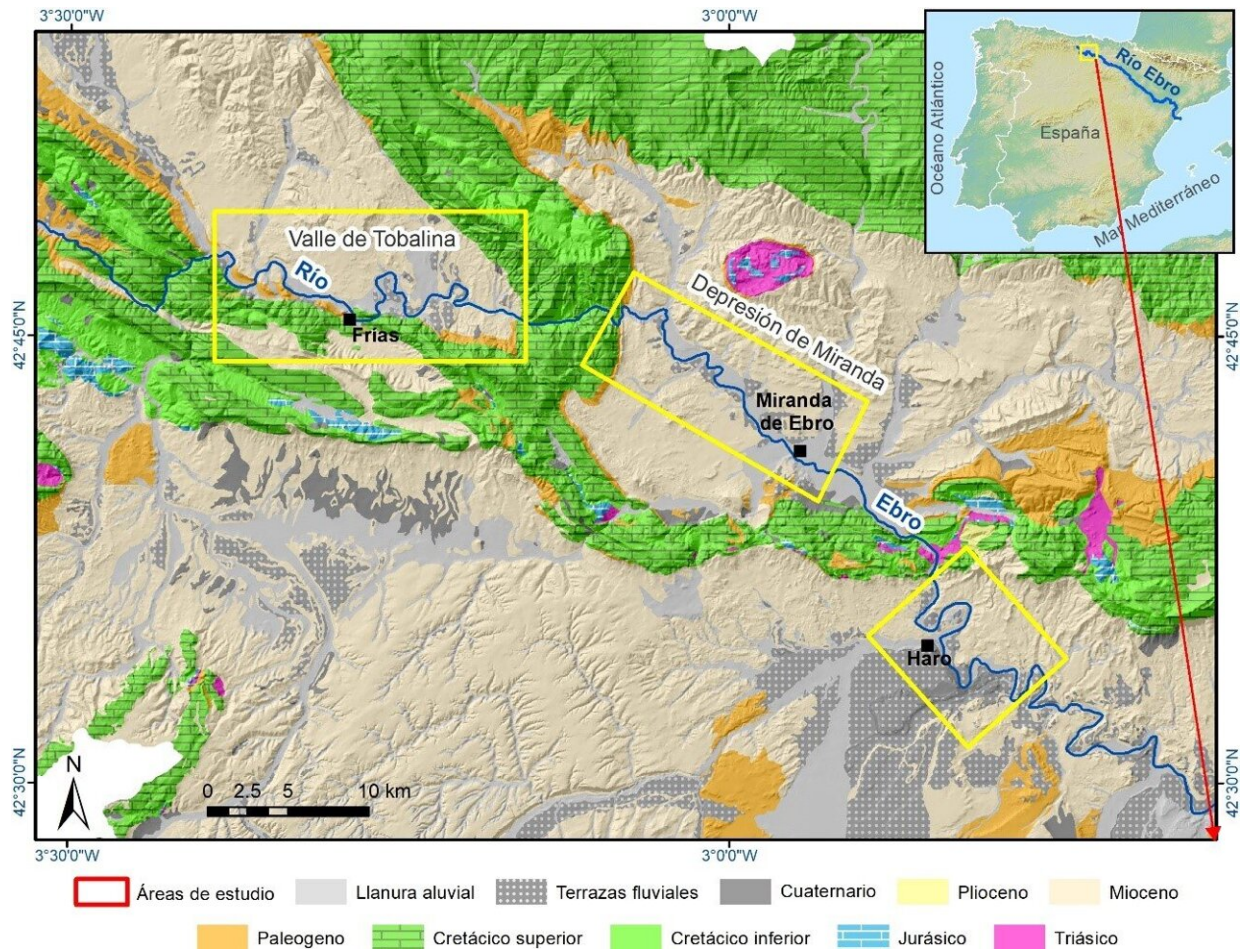 3°30'0"W
3°0'0"W
Río Ebro
Océano Atlántico
España
Mar Mediterráneo
Valle de Tobalina
Río
Frías
Depresión de Miranda
42°45'0"N
42°45'0"N
Miranda
de Ebro
Ebro
Haro
N
0 2.5 5 10 km
42°30'0"N
42°30'0"N
3°30'0"W
3°0'0"W
Áreas de estudio Llanura aluvial Terrazas fluviales Cuaternario Plioceno Mioceno
Paleogeno Cretácico superior Cretácico inferior Jurásico Triásico